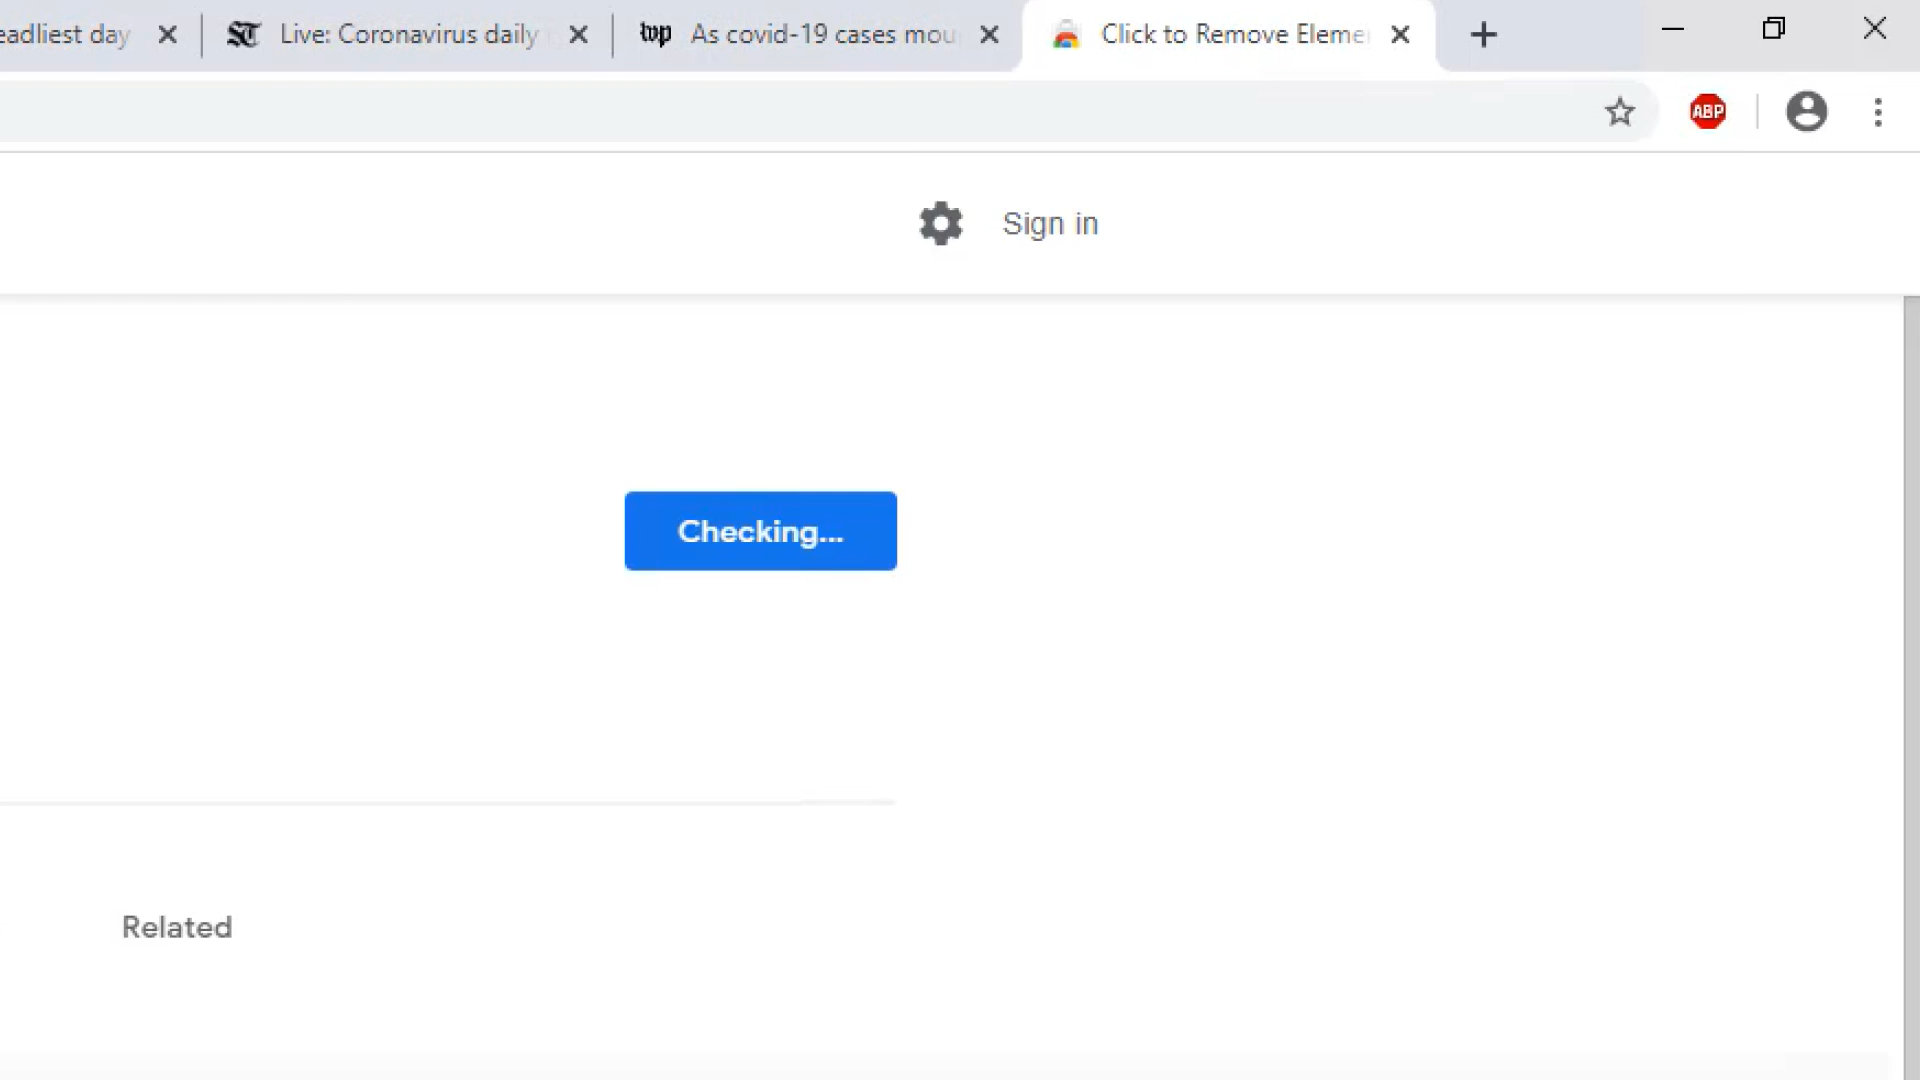 eadliest day
Live: Coronavirus daily
As covid-19 cases mou
Click to Remove Eleme
ABP
Sign in
Checking...
Related